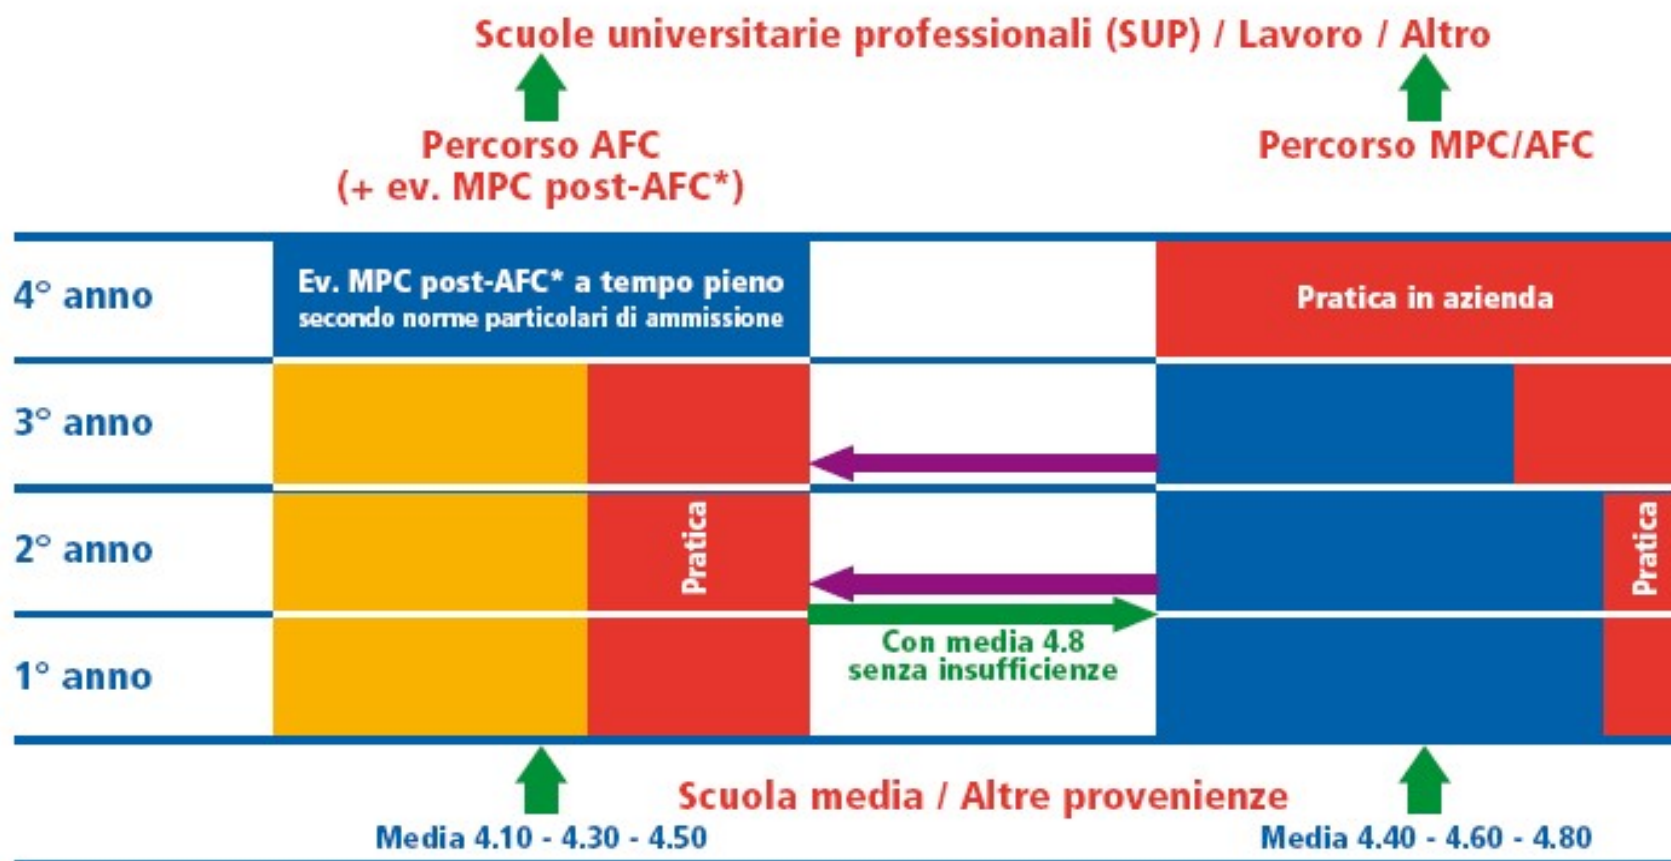 Scuole universitarie professionali (SUP) / Lavoro / Altro
Percorso AFC
(+ ev. MPC post-AFC*)
Percorso MPC/AFC
4° anno
Ev. MPC post-AFC* a tempo pieno
secondo norme particolari di ammissione
Pratica in azienda
3° anno
2° anno
Pratica
Pratica
Con media 4.8
senza insufficienze
1° anno
Scuola media / Altre provenienze
Media 4.10 - 4.30 - 4.50
Media 4.40 - 4.60 - 4.80